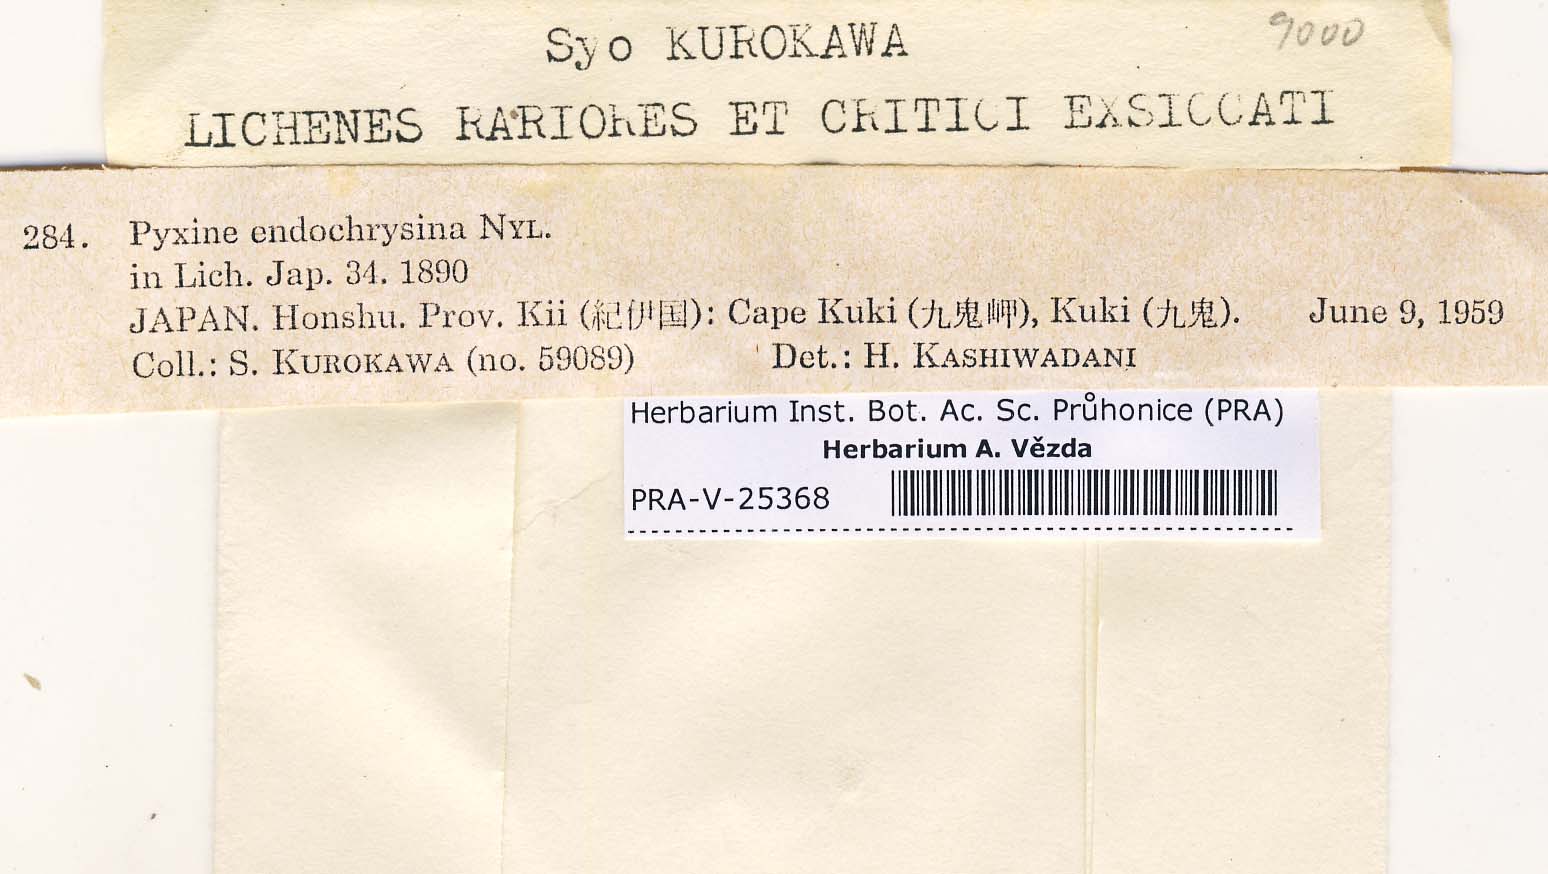 9000
Syo KUROKAWA
LICHENES RARIORES ET CRITICI EXSICCATI
284. Pyxine endochrysina NYL.
in Lich. Jap. 34. 1890
JAPAN. Honshu. Prov. Kii (紀伊国): Cape Kuki (九鬼岬), Kuki (九鬼). June 9, 1959
Coll.: S. KUROKAWA (no. 59089) Det.: H. KASHIWADANI
Herbarium Inst. Bot. Ac. Sc. Průhonice (PRA)
Herbarium A. Vězda
PRA-V-25368